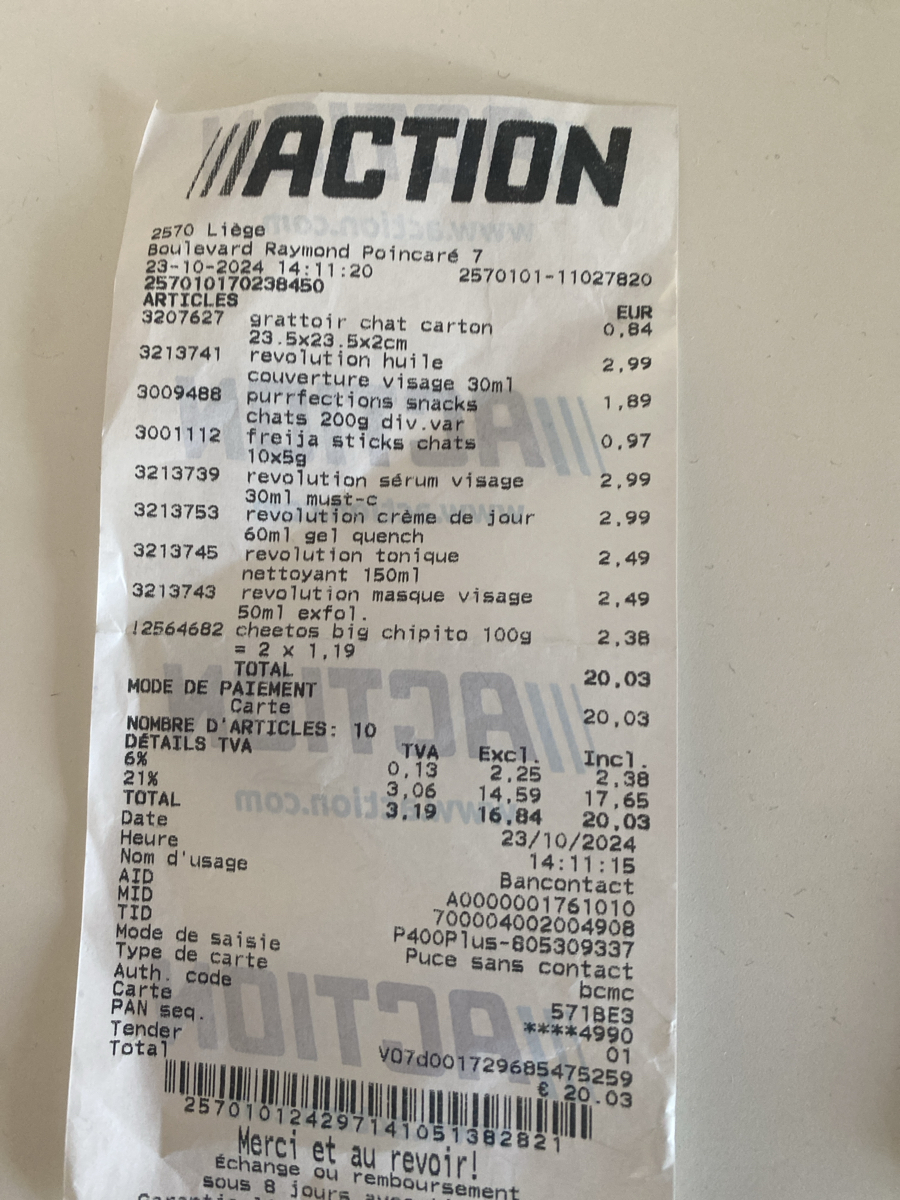 ///ACTION
2570 Liège
Boulevard Raymond Poincaré 7
23-10-2024 14:11:20 2570101-11027820
257010170238450
ARTICLES EUR
3207627 grattoir chat carton 0,84
23.5x23.5x2cm
3213741 revolution huile 2,99
couverture visage 30ml
3009488 purrfections snacks 1,89
chats 200g div.var
3001112 freija sticks chats 0,97
10x5g
3213739 revolution sérum visage 2,99
30ml must-c
3213753 revolution crème de jour 2,99
60ml gel quench
3213745 revolution tonique 2,49
nettoyant 150ml
3213743 revolution masque visage 2,49
50ml exfol.
!2564682 cheetos big chipito 100g 2,38
= 2 x 1,19
TOTAL 20,03
MODE DE PAIEMENT
Carte 20,03
NOMBRE D'ARTICLES: 10
DÉTAILS TVA TVA Excl. Incl.
6% 0,13 2,25 2,38
21% 3,06 14,59 17,65
TOTAL 3,19 16,84 20,03
Date 23/10/2024
Heure 14:11:15
Nom d'usage Bancontact
AID A0000001761010
MID 700004002004908
TID P400Plus-805309337
Mode de saisie Puce sans contact
Type de carte bcmc
Auth. code 571BE3
Carte ****4990
PAN seq. 01
Tender V07d001729685475259
Total € 20.03
2570101242971410513828​21
Merci et au revoir!
Échange ou remboursement
sous 8 jours